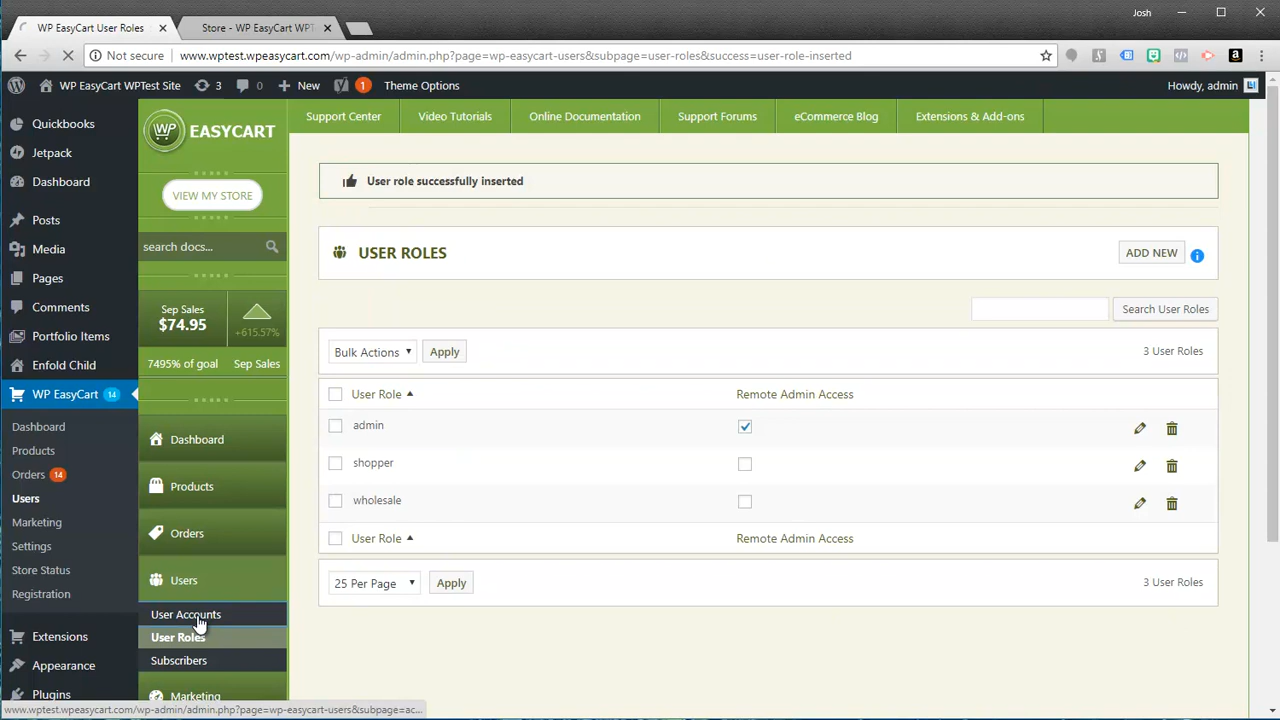 WP EasyCart User Roles
Store - WP EasyCart WPT
Josh
Not secure
www.wptest.wpeasycart.com/wp-admin/admin.php?page=wp-easycart-users&subpage=user-roles&success=user-role-inserted
WP EasyCart WPTest Site
3
0
New
1
Theme Options
Howdy, admin
Quickbooks
Jetpack
Dashboard
Posts
Media
Pages
Comments
Portfolio Items
Enfold Child
WP EasyCart 14
Dashboard
Products
Orders 14
Users
Marketing
Settings
Store Status
Registration
Extensions
Appearance
Plugins
WP EASYCART
VIEW MY STORE
search docs...
Sep Sales
$74.95
+615.57%
7495% of goal
Sep Sales
Dashboard
Products
Orders
Users
User Accounts
User Roles
Subscribers
Marketing
Support Center
Video Tutorials
Online Documentation
Support Forums
eCommerce Blog
Extensions & Add-ons
User role successfully inserted
USER ROLES
ADD NEW
Search User Roles
Bulk Actions
Apply
3 User Roles
User Role
Remote Admin Access
admin
shopper
wholesale
User Role
Remote Admin Access
25 Per Page
Apply
3 User Roles
www.wptest.wpeasycart.com/wp-admin/admin.php?page=wp-easycart-users&subpage=ac...